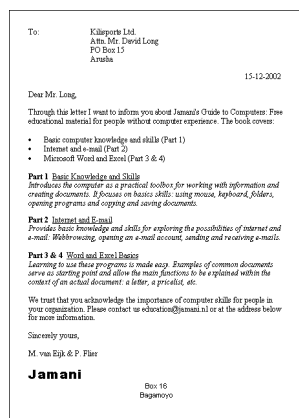 To: Kilisports Ltd.
Attn. Mr. David Long
PO Box 15
Arusha
15-12-2002
Dear Mr. Long,
Through this letter I want to inform you about Jamani's Guide to Computers: Free
educational material for people without computer experience. The book covers:
• Basic computer knowledge and skills (Part 1)
• Internet and e-mail (Part 2)
• Microsoft Word and Excel (Part 3 & 4)
Part 1 Basic Knowledge and Skills
Introduces the computer as a practical toolbox for working with information and
creating documents. It focuses on basics skills: using mouse, keyboard, folders,
opening programs and copying and saving documents.
Part 2 Internet and E-mail
Provides basic knowledge and skills for exploring the possibilities of internet and
e-mail: Webbrowsing, opening an e-mail account, sending and receiving e-mails.
Part 3 & 4 Word and Excel Basics
Learning to use these programs is made easy. Examples of common documents
serve as starting point and allow the main functions to be explained within the
context of an actual document: a letter, a pricelist, etc.
We trust that you acknowledge the importance of computer skills for people in
your organization. Please contact us education@jamani.nl or at the address below
for more information.
Sincerely yours,
M. van Eijk & P. Flier
Jamani
Box 16
Bagamoyo